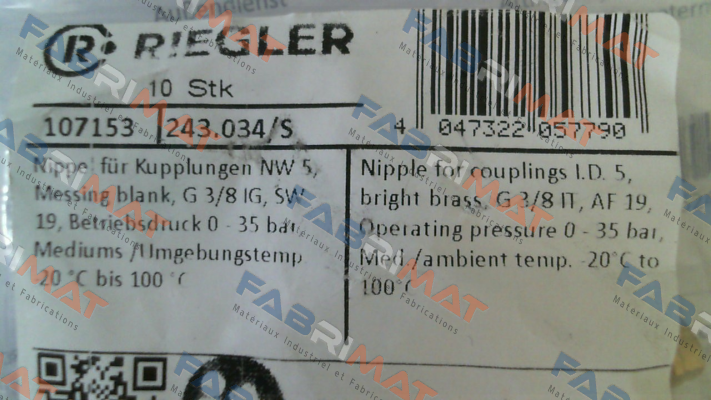 RIEGLER
10 Stk
107153 243.034/S
4 047322 057790
Nippel für Kupplungen NW 5,
Messing blank, G 3/8 IG, SW
19, Betriebsdruck 0 - 35 bar,
Mediums-/Umgebungstemp
-20°C bis 100°C
Nipple for couplings I.D. 5,
bright brass, G 3/8 IT, AF 19,
Operating pressure 0 - 35 bar,
Med./ambient temp. -20°C to
100°C
FABRIMAT
Matériaux Industriels et Fabrications